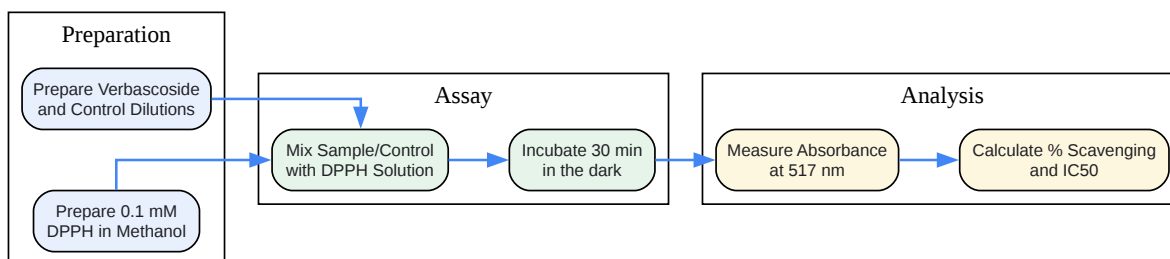 Preparation
Prepare Verbascoside
and Control Dilutions
Prepare 0.1 mM
DPPH in Methanol
Assay
Mix Sample/Control
with DPPH Solution
Incubate 30 min
in the dark
Analysis
Measure Absorbance
at 517 nm
Calculate % Scavenging
and IC50